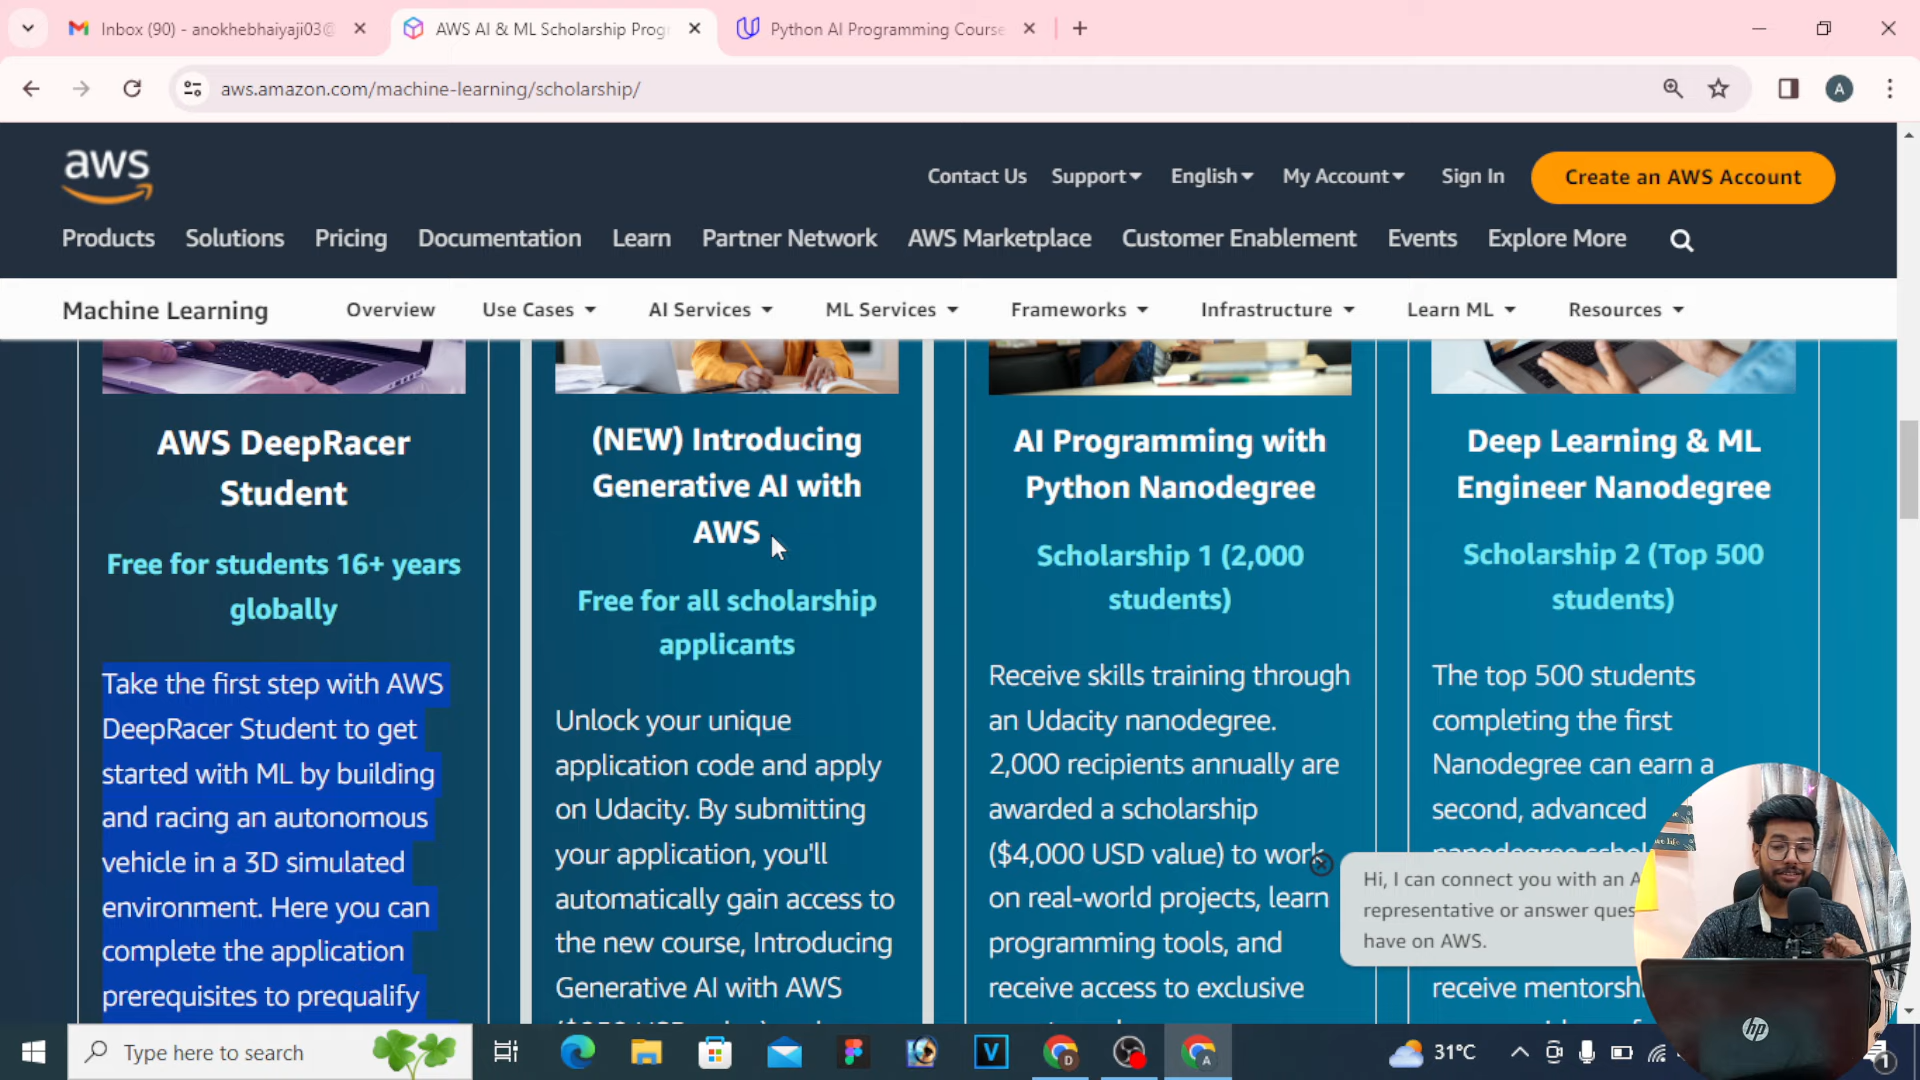 Inbox (90) - anokhebhaiyaji03@
AWS AI & ML Scholarship Prog
Python AI Programming Course
aws.amazon.com/machine-learning/scholarship/
A
aws
Contact Us
Support
English
My Account
Sign In
Create an AWS Account
Products
Solutions
Pricing
Documentation
Learn
Partner Network
AWS Marketplace
Customer Enablement
Events
Explore More
Machine Learning
Overview
Use Cases
AI Services
ML Services
Frameworks
Infrastructure
Learn ML
Resources
AWS DeepRacer
Student
Free for students 16+ years
globally
Take the first step with AWS
DeepRacer Student to get
started with ML by building
and racing an autonomous
vehicle in a 3D simulated
environment. Here you can
complete the application
prerequisites to prequalify
(NEW) Introducing
Generative AI with
AWS
Free for all scholarship
applicants
Unlock your unique
application code and apply
on Udacity. By submitting
your application, you'll
automatically gain access to
the new course, Introducing
Generative AI with AWS
AI Programming with
Python Nanodegree
Scholarship 1 (2,000
students)
Receive skills training through
an Udacity nanodegree.
2,000 recipients annually are
awarded a scholarship
($4,000 USD value) to work
on real-world projects, learn
programming tools, and
receive access to exclusive
Deep Learning & ML
Engineer Nanodegree
Scholarship 2 (Top 500
students)
The top 500 students
completing the first
Nanodegree can earn a
second, advanced
receive
Hi, I can connect you with an
representative or answer
have on AWS.
hp
Type here to search
V
D
A
31°C
1